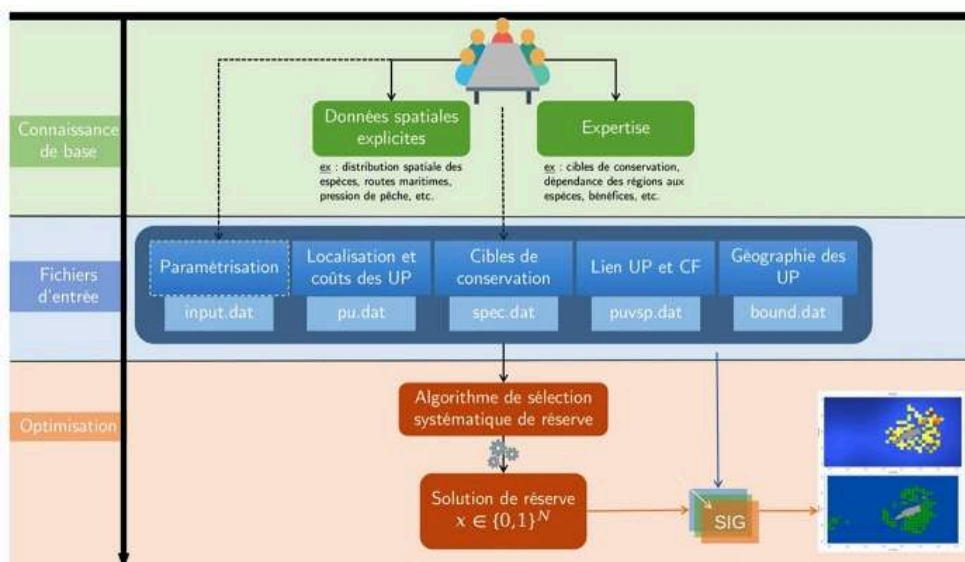 Données spatiales
explicites
Expertise
Connaissance
de base
ex : distribution spatiale des
espèces, routes maritimes,
pression de pêche, etc.
ex : cibles de conservation,
dépendance des régions aux
espèces, bénéfices, etc.
Fichiers
d'entrée
Paramétrisation
Localisation et
coûts des UP
Cibles de
conservation
Lien UP et CF
Géographie des
UP
input.dat
pu.dat
spec.dat
puvsp.dat
bound.dat
Optimisation
Algorithme de sélection
systématique de réserve
Solution de réserve
x ∈ {0,1}^N
SIG